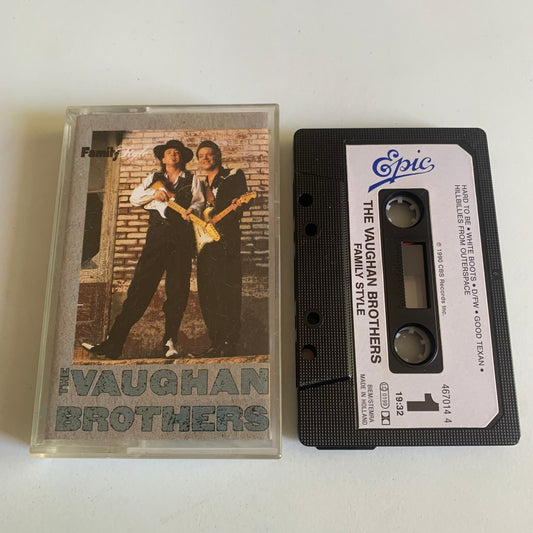 Family Style
THE
VAUGHAN
BROTHERS
Epic
HARD TO BE • WHITE BOOTS • D/FW • GOOD TEXAN •
HILLBILLIES FROM OUTERSPACE
℗ 1990 CBS Records Inc.
THE VAUGHAN BROTHERS
FAMILY STYLE
467014 4
1
19:32
BIEM/STEMRA
MADE IN HOLLAND